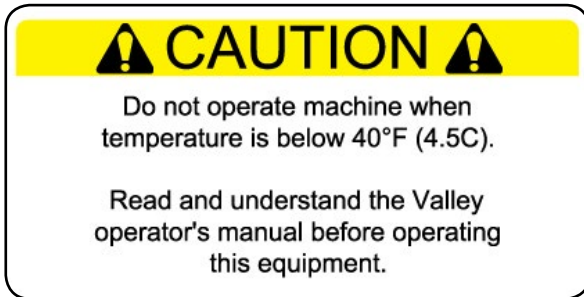 CAUTION
Do not operate machine when
temperature is below 40°F (4.5C).
Read and understand the Valley
operator's manual before operating
this equipment.